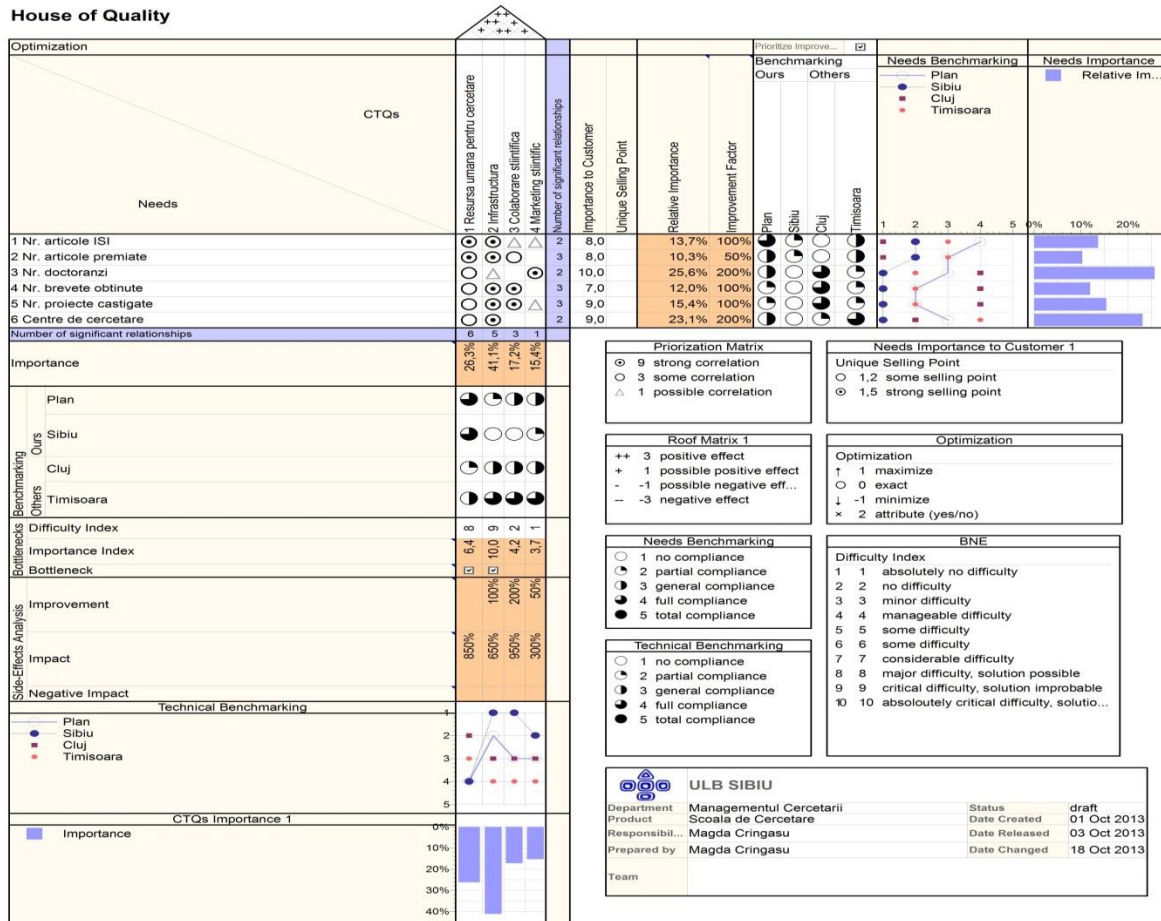 House of Quality
++
++ +
+ + +
Optimization
Prioritize Improve...
Benchmarking
Ours Others
Needs Benchmarking
Plan
Sibiu
Cluj
Timisoara
Needs Importance
Relative Im...
CTQs
Needs
1 Resursa umana pentru cercetare
2 Infrastructura
3 Colaborare stiintifica
4 Marketing stiintific
Number of significant relationships
Importance to Customer
Unique Selling Point
Relative Importance
Improvement Factor
Plan
Sibiu
Cluj
Timisoara
1 2 3 4 5 0% 10% 20%
1 Nr. articole ISI 2 8,0 13,7% 100%
2 Nr. articole premiate 3 8,0 10,3% 50%
3 Nr. doctoranzi 2 10,0 25,6% 200%
4 Nr. brevete obtinute 3 7,0 12,0% 100%
5 Nr. proiecte castigate 3 9,0 15,4% 100%
6 Centre de cercetare 2 9,0 23,1% 200%
Number of significant relationships 6 5 3 1
Importance 26,3% 41,1% 17,2% 15,4%
Benchmarking
Ours
Others
Plan
Sibiu
Cluj
Timisoara
Bottlenecks
Difficulty Index 8 9 2 1
Importance Index 6,4 10,0 4,2 3,7
Bottleneck
Side-Effects Analysis
Improvement 100% 200% 50%
Impact 850% 650% 950% 300%
Negative Impact
Technical Benchmarking
Plan
Sibiu
Cluj
Timisoara
1
2
3
4
5
CTQs Importance 1
Importance
0%
10%
20%
30%
40%
Priorization Matrix
9 strong correlation
3 some correlation
1 possible correlation
Needs Importance to Customer 1
Unique Selling Point
1,2 some selling point
1,5 strong selling point
Roof Matrix 1
++ 3 positive effect
+ 1 possible positive effect
- -1 possible negative eff...
-- -3 negative effect
Optimization
Optimization
↑ 1 maximize
0 exact
↓ -1 minimize
× 2 attribute (yes/no)
Needs Benchmarking
1 no compliance
2 partial compliance
3 general compliance
4 full compliance
5 total compliance
Technical Benchmarking
1 no compliance
2 partial compliance
3 general compliance
4 full compliance
5 total compliance
BNE
Difficulty Index
1 1 absolutely no difficulty
2 2 no difficulty
3 3 minor difficulty
4 4 manageable difficulty
5 5 some difficulty
6 6 some difficulty
7 7 considerable difficulty
8 8 major difficulty, solution possible
9 9 critical difficulty, solution improbable
10 10 absoloutely critical difficulty, solutio...
ULB SIBIU
Department Managementul Cercetarii Status draft
Product Scoala de Cercetare Date Created 01 Oct 2013
Responsibil... Magda Cringasu Date Released 03 Oct 2013
Prepared by Magda Cringasu Date Changed 18 Oct 2013
Team